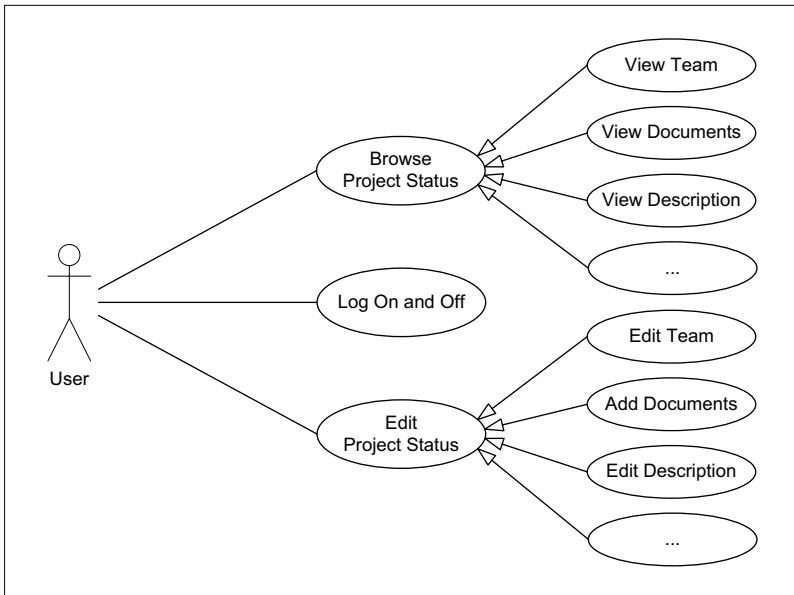 View Team
Browse
Project Status
View Documents
View Description
...
User
Log On and Off
Edit Team
Edit
Project Status
Add Documents
Edit Description
...